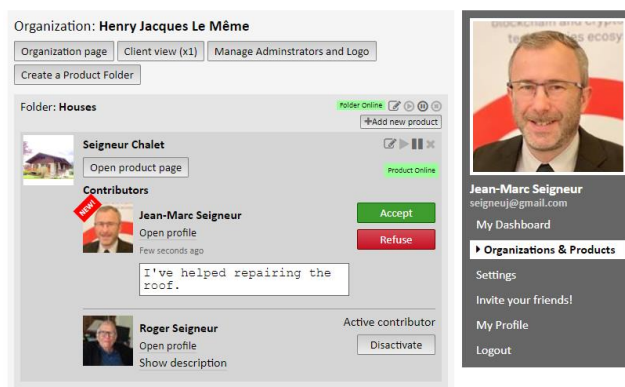 Organization: Henry Jacques Le Même
Organization page
Client view (x1)
Manage Adminstrators and Logo
Create a Product Folder
Folder: Houses
Folder Online
+Add new product
Seigneur Chalet
Open product page
Product Online
Contributors
NEW!
Jean-Marc Seigneur
Open profile
Few seconds ago
Accept
Refuse
I've helped repairing the
roof.
Roger Seigneur
Open profile
Show description
Active contributor
Disactivate
Jean-Marc Seigneur
seigneuj@gmail.com
My Dashboard
Organizations & Products
Settings
Invite your friends!
My Profile
Logout